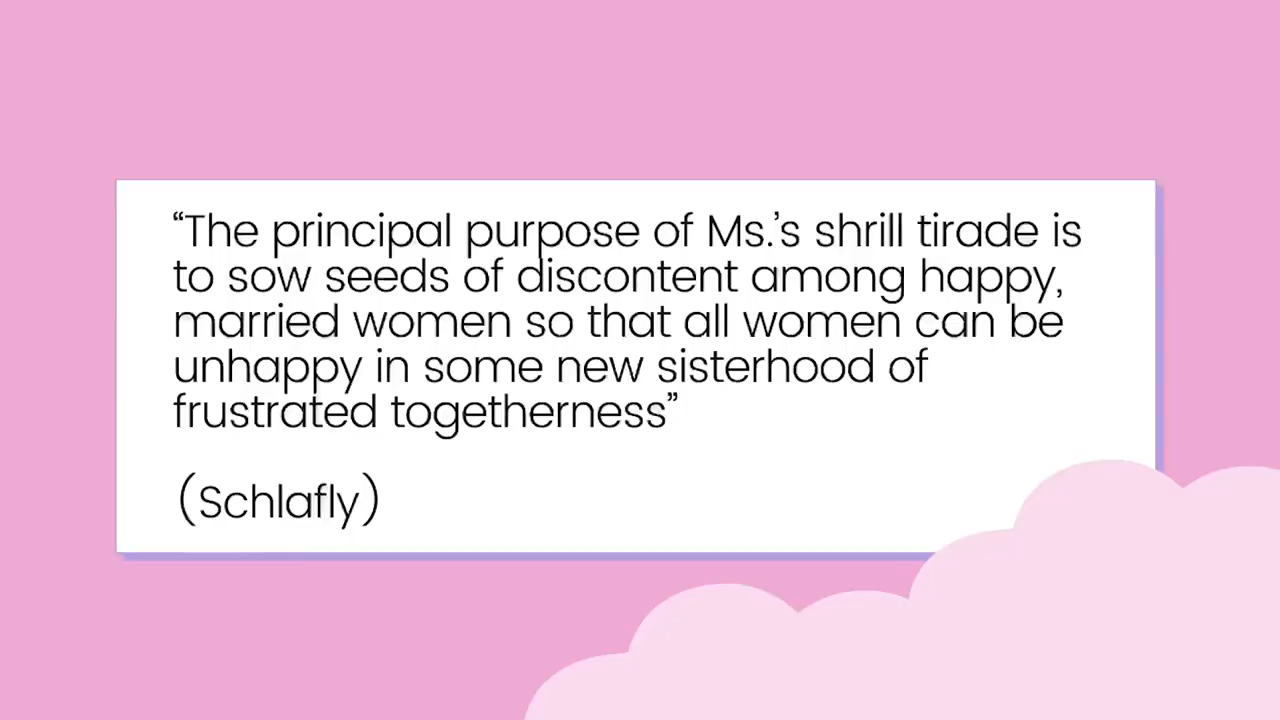 “The principal purpose of Ms.’s shrill tirade is
to sow seeds of discontent among happy,
married women so that all women can be
unhappy in some new sisterhood of
frustrated togetherness”
(Schlafly)